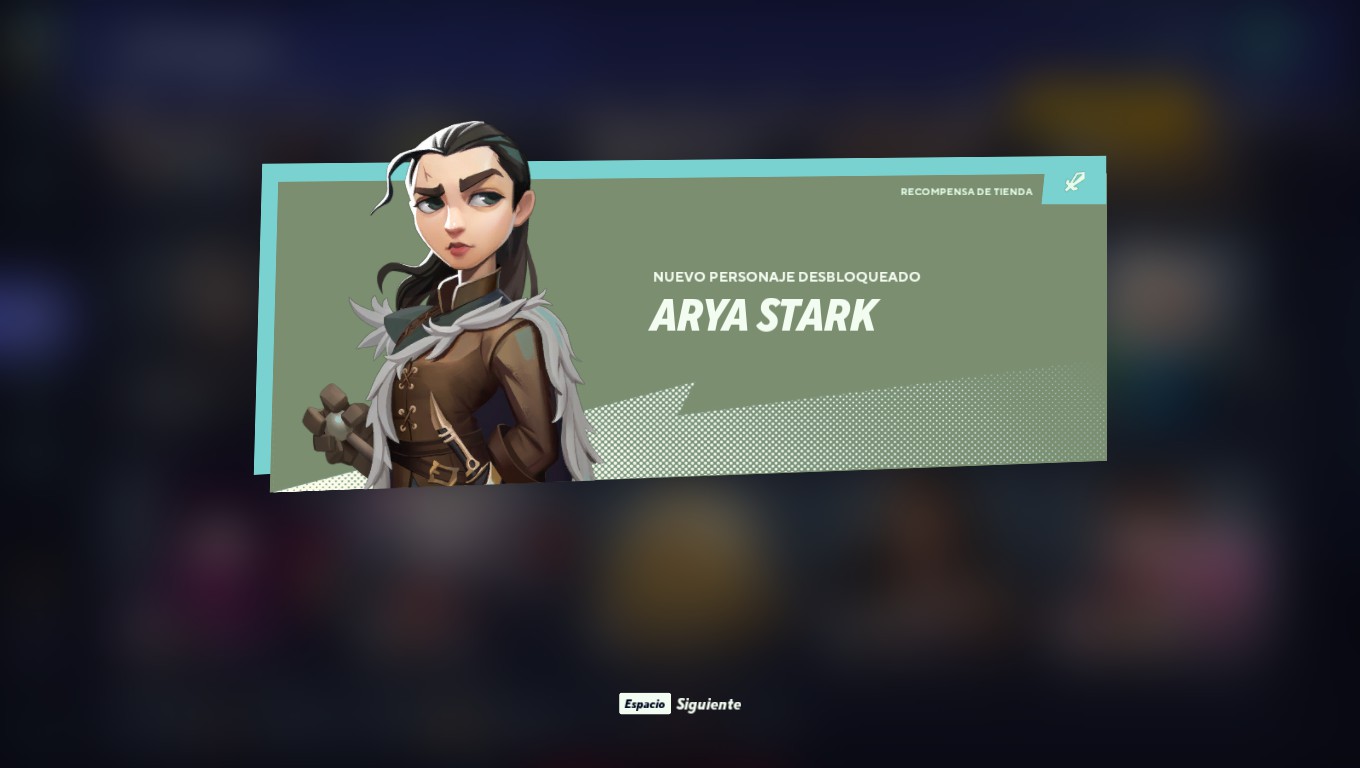 RECOMPENSA DE TIENDA
NUEVO PERSONAJE DESBLOQUEADO
ARYA STARK
Espacio Siguiente